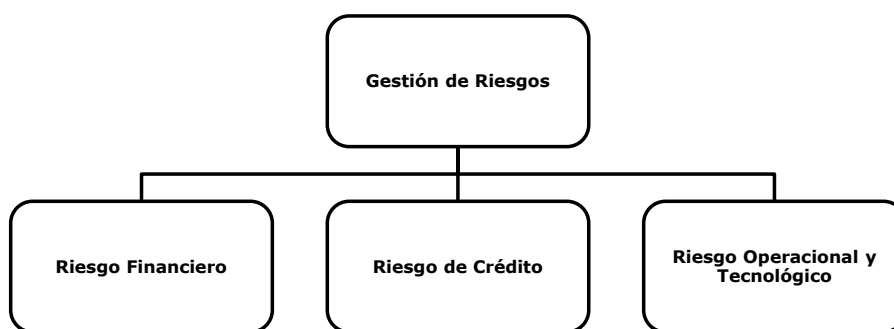 Gestión de Riesgos
Riesgo Financiero
Riesgo de Crédito
Riesgo Operacional y
Tecnológico